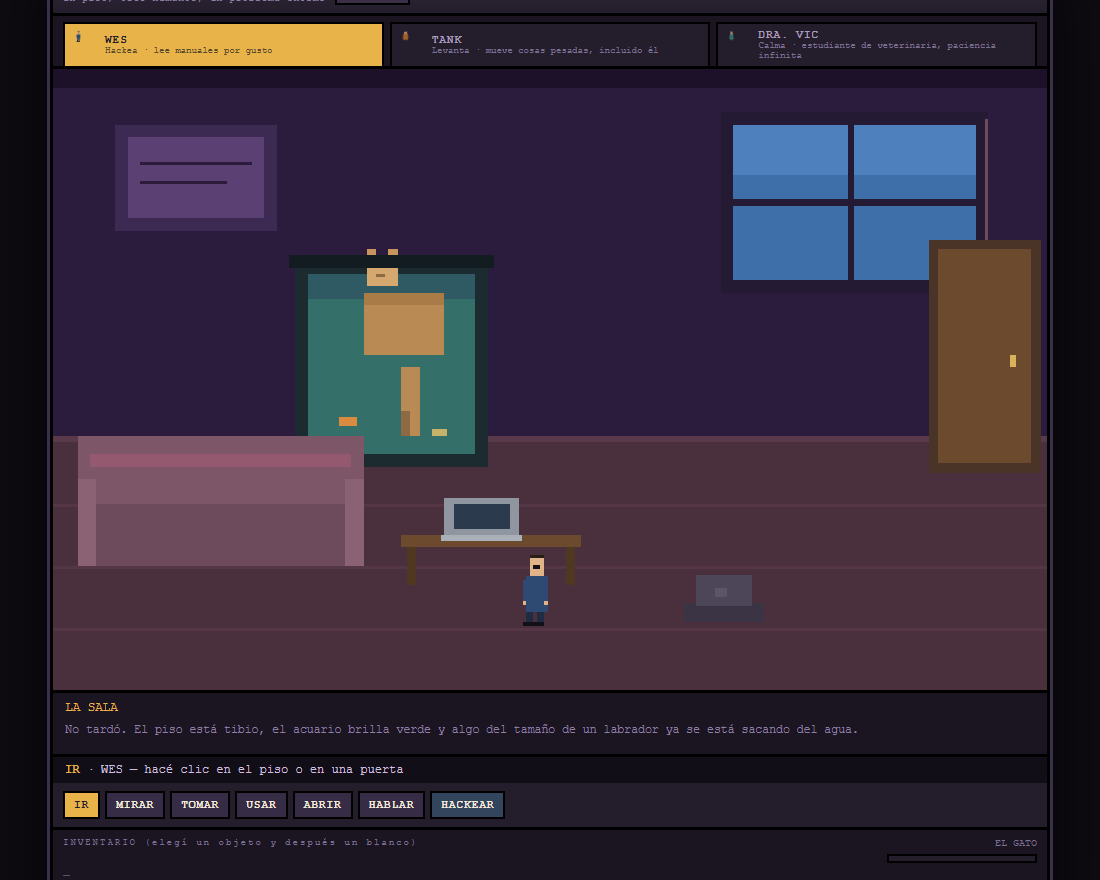 WES
Hackea · lee manuales por gusto
TANK
Levanta · mueve cosas pesadas, incluido él
DRA. VIC
Calma · estudiante de veterinaria, paciencia
infinita
LA SALA
No tardó. El piso está tibio, el acuario brilla verde y algo del tamaño de un labrador ya se está sacando del agua.
IR · WES — hacé clic en el piso o en una puerta
IR
MIRAR
TOMAR
USAR
ABRIR
HABLAR
HACKEAR
INVENTARIO (elegí un objeto y después un blanco)
EL GATO
—